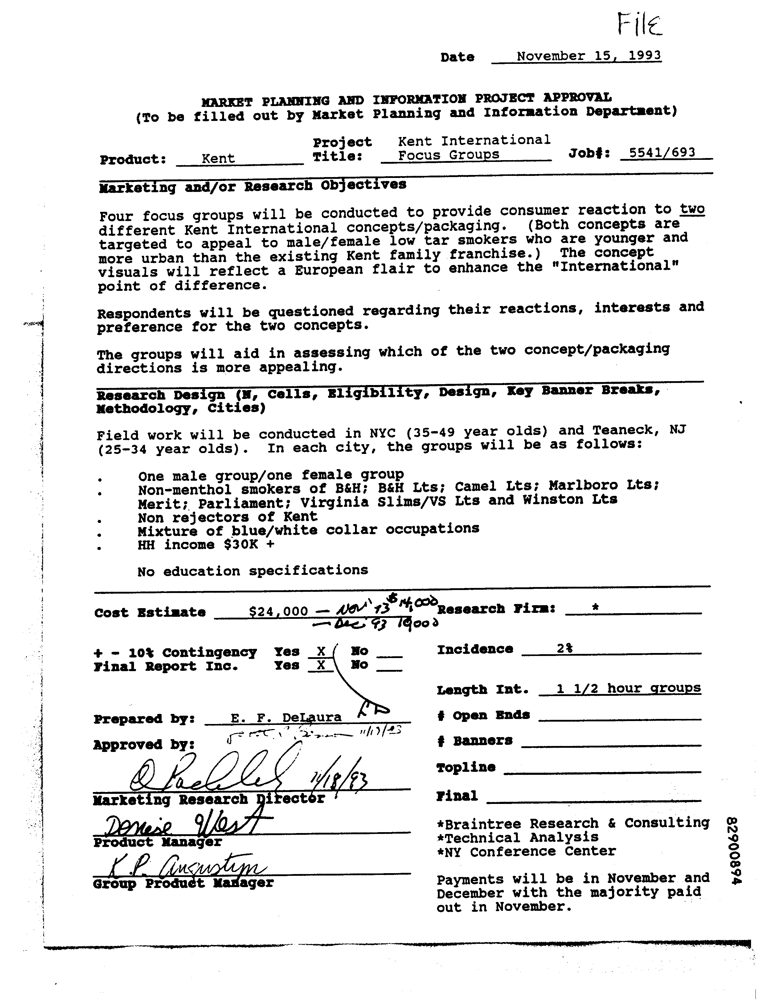 File
Date November 15, 1993
MARKET PLANNING AND INFORMATION PROJECT APPROVAL
(To be filled out by Market Planning and Information Department)
Product: Kent Project Title: Kent International Focus Groups Job#: 5541/693
Marketing and/or Research Objectives
Four focus groups will be conducted to provide consumer reaction to two
different Kent International concepts/packaging. (Both concepts are
targeted to appeal to male/female low tar smokers who are younger and
more urban than the existing Kent family franchise.) The concept
visuals will reflect a European flair to enhance the "International"
point of difference.
Respondents will be questioned regarding their reactions, interests and
preference for the two concepts.
The groups will aid in assessing which of the two concept/packaging
directions is more appealing.
Research Design (N, Cells, Eligibility, Design, Key Banner Breaks,
Methodology, Cities)
Field work will be conducted in NYC (35-49 year olds) and Teaneck, NJ
(25-34 year olds). In each city, the groups will be as follows:
. One male group/one female group
. Non-menthol smokers of B&H; B&H Lts; Camel Lts; Marlboro Lts;
Merit; Parliament; Virginia Slims/VS Lts and Winston Lts
. Non rejectors of Kent
. Mixture of blue/white collar occupations
. HH income $30K +
No education specifications
Cost Estimate $24,000 — Nov' 93 $14,000
— Dec 93 10,000
Research Firm: *
+ - 10% Contingency Yes X No
Final Report Inc. Yes X No
Incidence 2%
Length Int. 1 1/2 hour groups
Prepared by: E. F. DeLaura
# Open Ends
Approved by: 11/17/93
# Banners
Topline
11/18/93
Marketing Research Director
Final
Denise West
Product Manager
K.P. Augustyn
Group Product Manager
*Braintree Research & Consulting
*Technical Analysis
*NY Conference Center
Payments will be in November and
December with the majority paid
out in November.
82900894